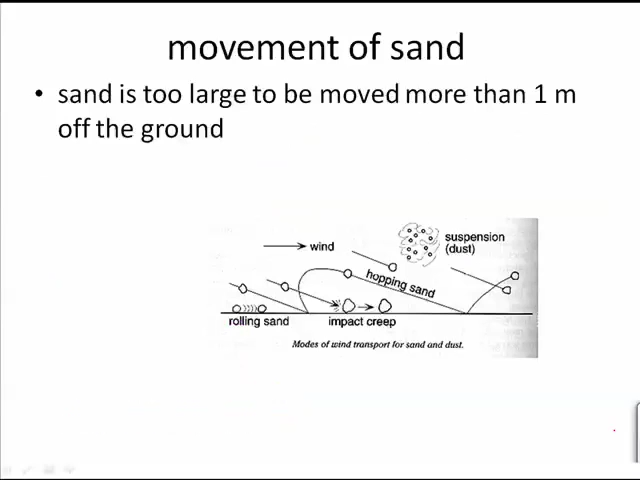 movement of sand
• sand is too large to be moved more than 1 m
off the ground
wind
suspension
(dust)
hopping sand
rolling sand
impact creep
Modes of wind transport for sand and dust.